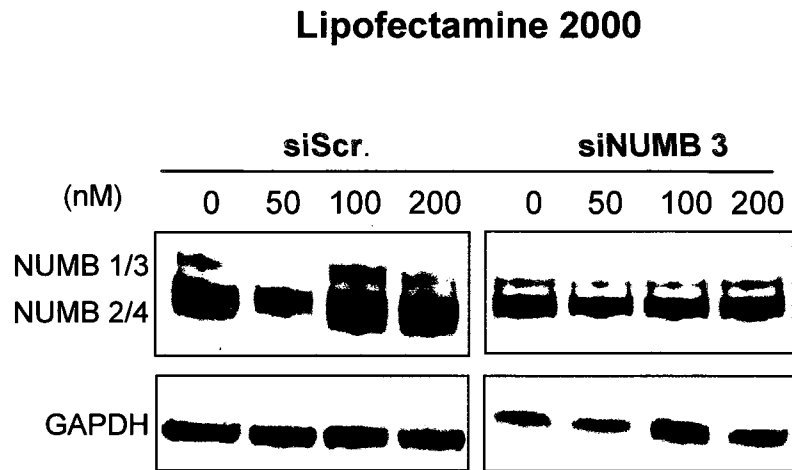 Lipofectamine 2000
siScr. siNUMB 3
(nM) 0 50 100 200 0 50 100 200
NUMB 1/3
NUMB 2/4
GAPDH